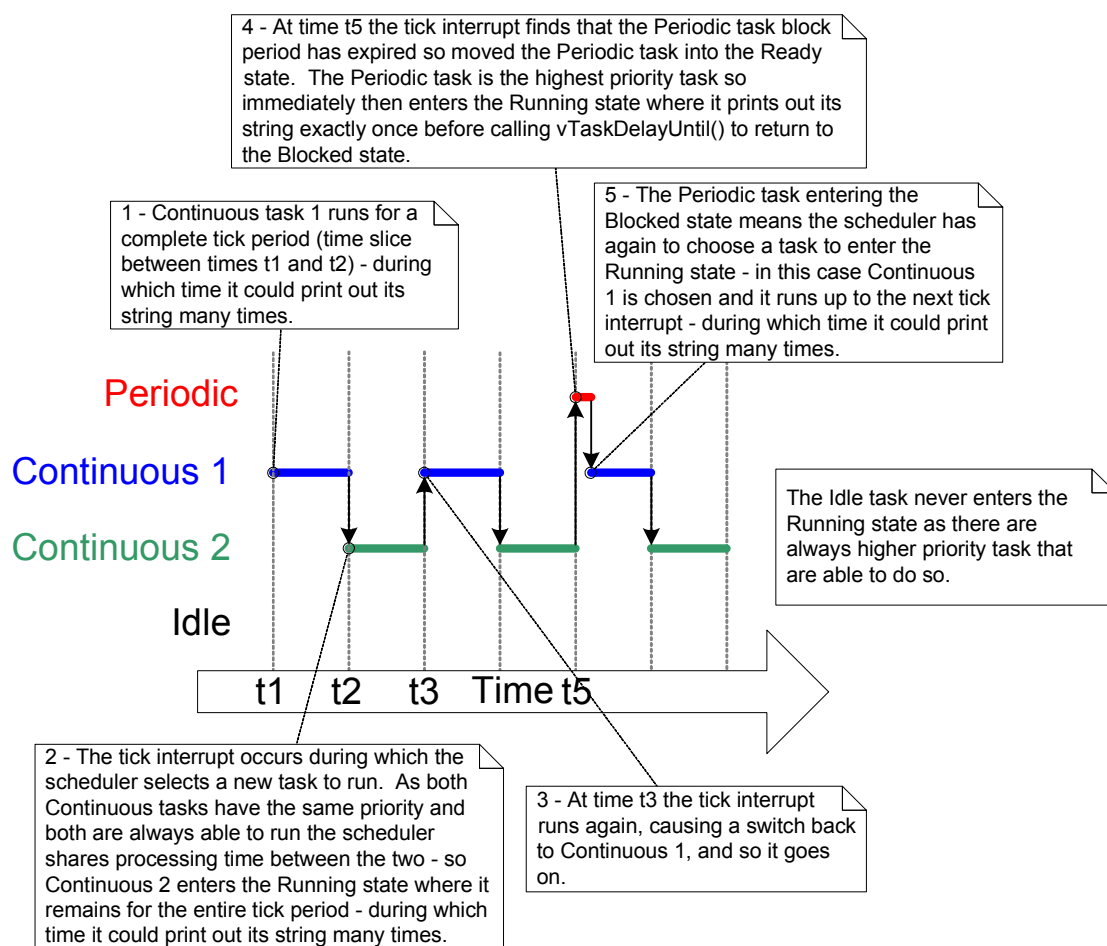 4 - At time t5 the tick interrupt finds that the Periodic task block
period has expired so moved the Periodic task into the Ready
state.  The Periodic task is the highest priority task so
immediately then enters the Running state where it prints out its
string exactly once before calling vTaskDelayUntil() to return to
the Blocked state.
1 - Continuous task 1 runs for a
complete tick period (time slice
between times t1 and t2) - during
which time it could print out its
string many times.
5 - The Periodic task entering the
Blocked state means the scheduler has
again to choose a task to enter the
Running state - in this case Continuous
1 is chosen and it runs up to the next tick
interrupt - during which time it could print
out its string many times.
Periodic
Continuous 1
Continuous 2
Idle
The Idle task never enters the
Running state as there are
always higher priority task that
are able to do so.
t1 t2 t3 Time t5
2 - The tick interrupt occurs during which the
scheduler selects a new task to run.  As both
Continuous tasks have the same priority and
both are always able to run the scheduler
shares processing time between the two - so
Continuous 2 enters the Running state where it
remains for the entire tick period - during which
time it could print out its string many times.
3 - At time t3 the tick interrupt
runs again, causing a switch back
to Continuous 1, and so it goes
on.